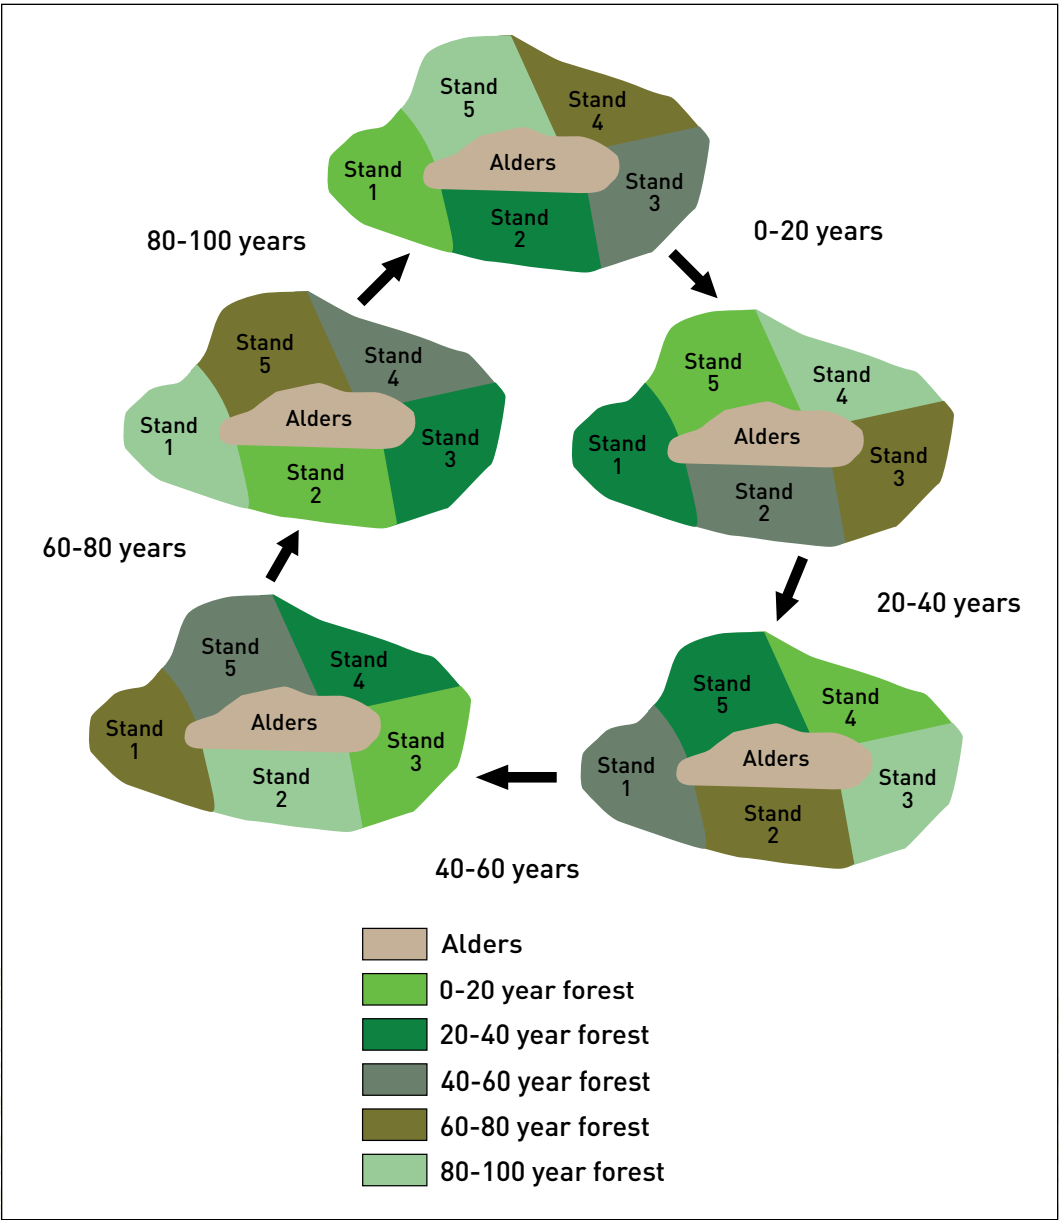 Stand
5
Stand
4
Alders
Stand
1
Stand
3
Stand
2
80-100 years
0-20 years
Stand
5
Stand
4
Alders
Stand
1
Stand
3
Stand
2
Stand
5
Stand
4
Alders
Stand
1
Stand
3
Stand
2
60-80 years
20-40 years
Stand
5
Stand
4
Alders
Stand
1
Stand
3
Stand
2
Stand
5
Stand
4
Alders
Stand
1
Stand
3
Stand
2
40-60 years
Alders
0-20 year forest
20-40 year forest
40-60 year forest
60-80 year forest
80-100 year forest